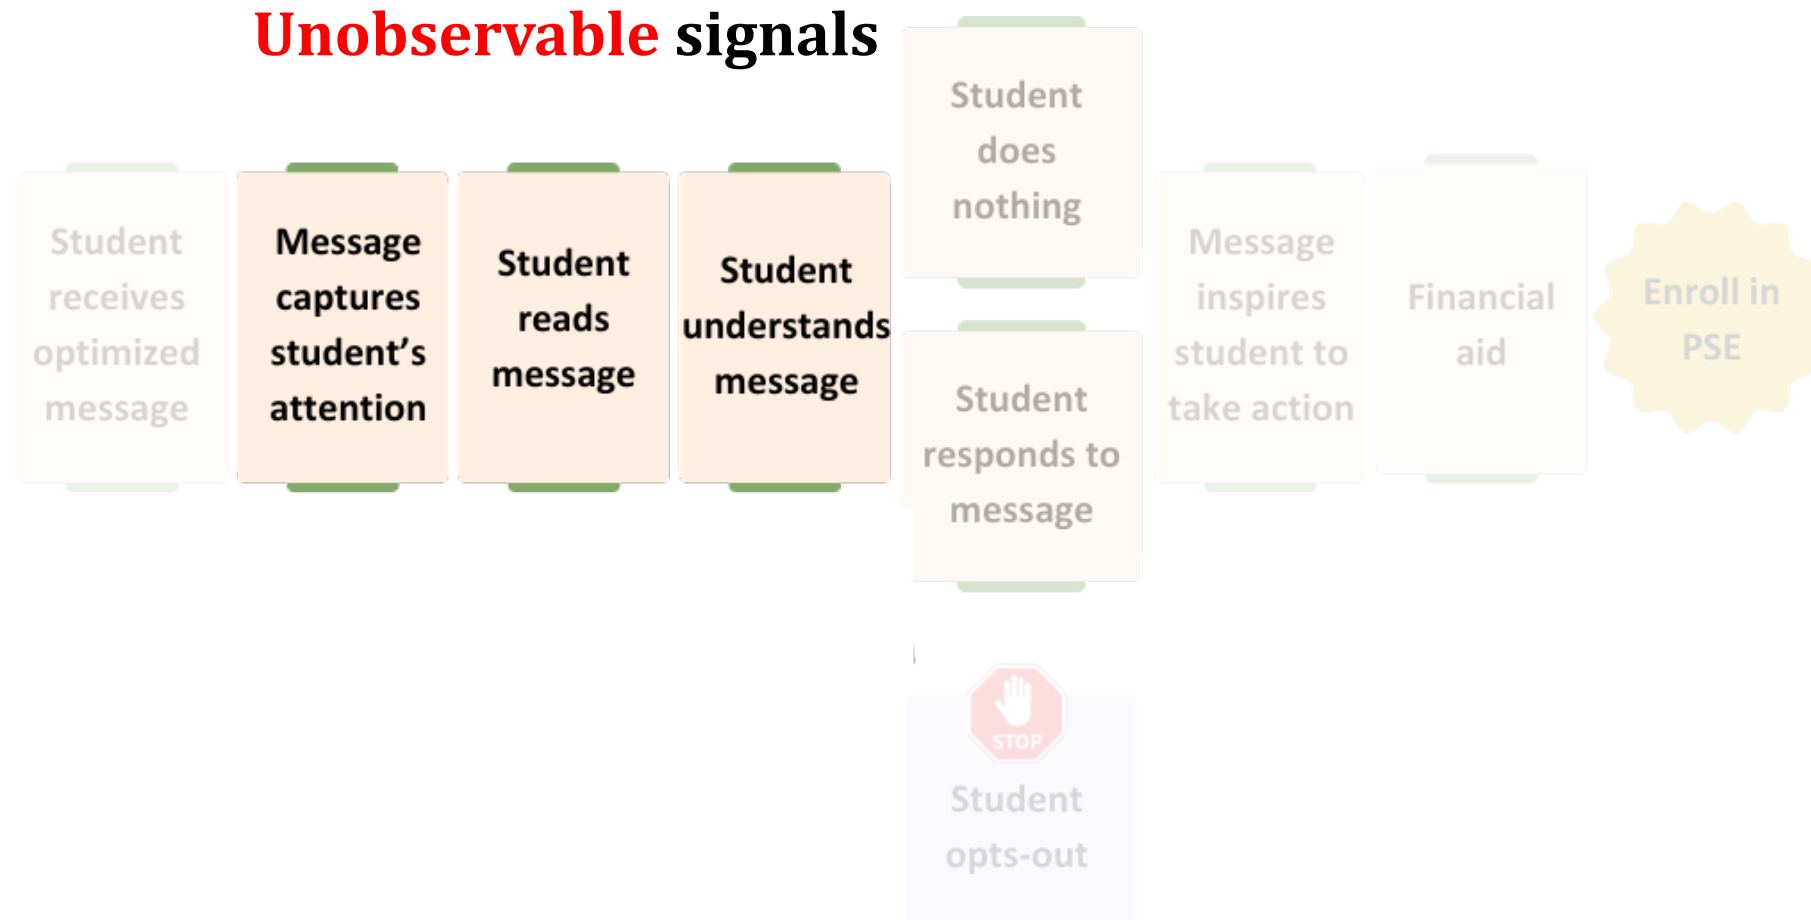 Unobservable signals
Student
receives
optimized
message
Message
captures
student’s
attention
Student
reads
message
Student
understands
message
Student
does
nothing
Student
responds to
message
STOP
Student
opts-out
Message
inspires
student to
take action
Financial
aid
Enroll in
PSE